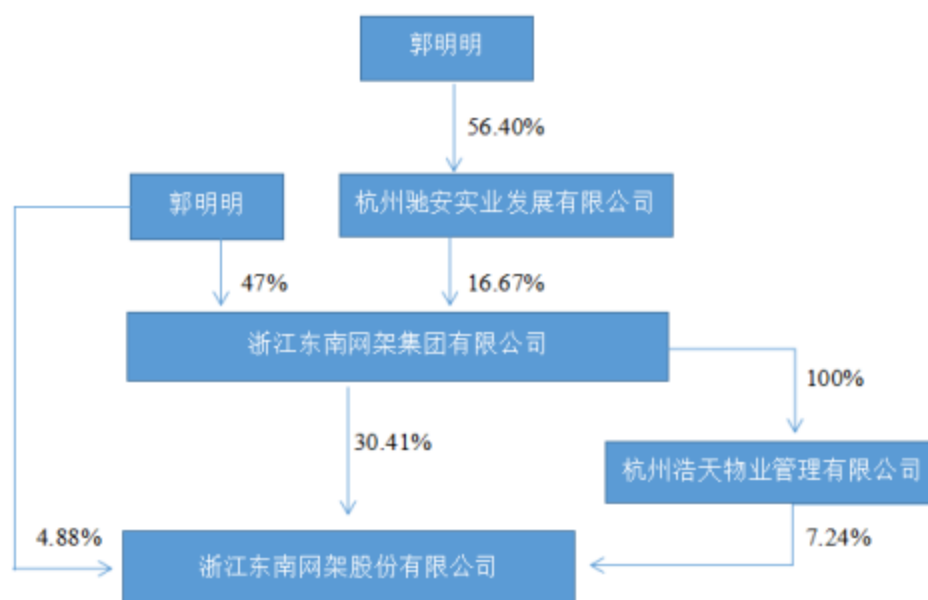 郭明明
56.40%
郭明明
杭州驰安实业发展有限公司
47%
16.67%
浙江东南网架集团有限公司
100%
30.41%
杭州浩天物业管理有限公司
4.88%
7.24%
浙江东南网架股份有限公司